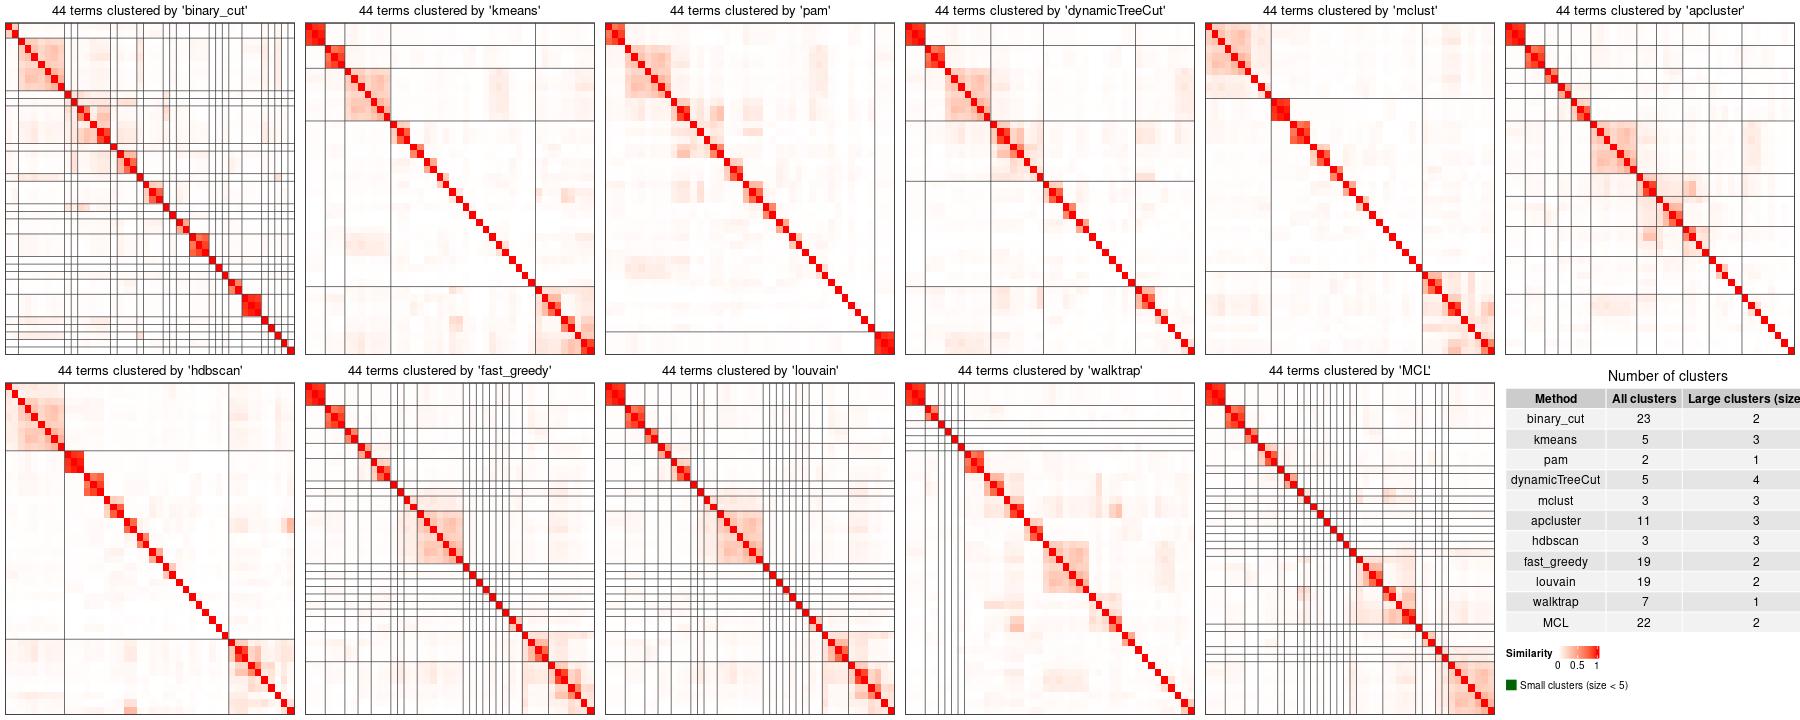 44 terms clustered by 'binary_cut'
44 terms clustered by 'kmeans'
44 terms clustered by 'pam'
44 terms clustered by 'dynamicTreeCut'
44 terms clustered by 'mclust'
44 terms clustered by 'apcluster'
44 terms clustered by 'hdbscan'
44 terms clustered by 'fast_greedy'
44 terms clustered by 'louvain'
44 terms clustered by 'walktrap'
44 terms clustered by 'MCL'
Number of clusters
Method All clusters Large clusters (size
binary_cut 23 2
kmeans 5 3
pam 2 1
dynamicTreeCut 5 4
mclust 3 3
apcluster 11 3
hdbscan 3 3
fast_greedy 19 2
louvain 19 2
walktrap 7 1
MCL 22 2
Similarity
0 0.5 1
Small clusters (size < 5)